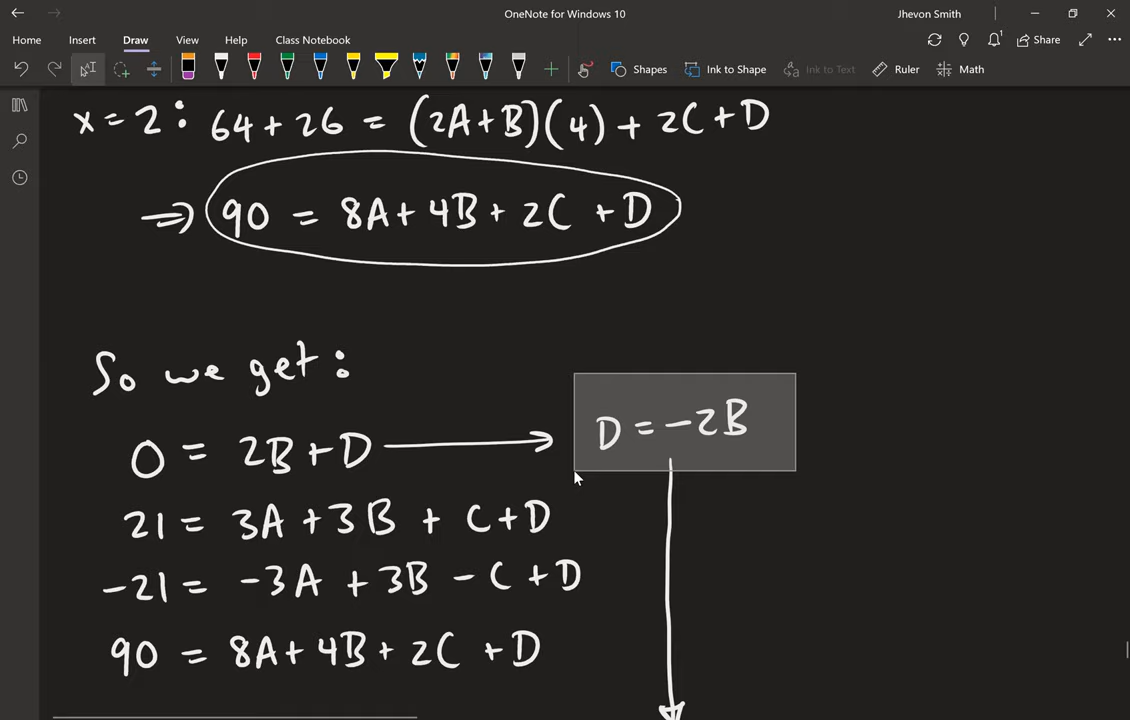 OneNote for Windows 10
Jhevon Smith
Home Insert Draw View Help Class Notebook
Share
Shapes Ink to Shape Ink to Text Ruler Math
x = 2 : 64 + 26 = (2A+B)(4) + 2C + D
⇒ 90 = 8A + 4B + 2C + D
So we get :
0 = 2B + D → D = -2B
21 = 3A + 3B + C + D
-21 = -3A + 3B - C + D
90 = 8A + 4B + 2C + D